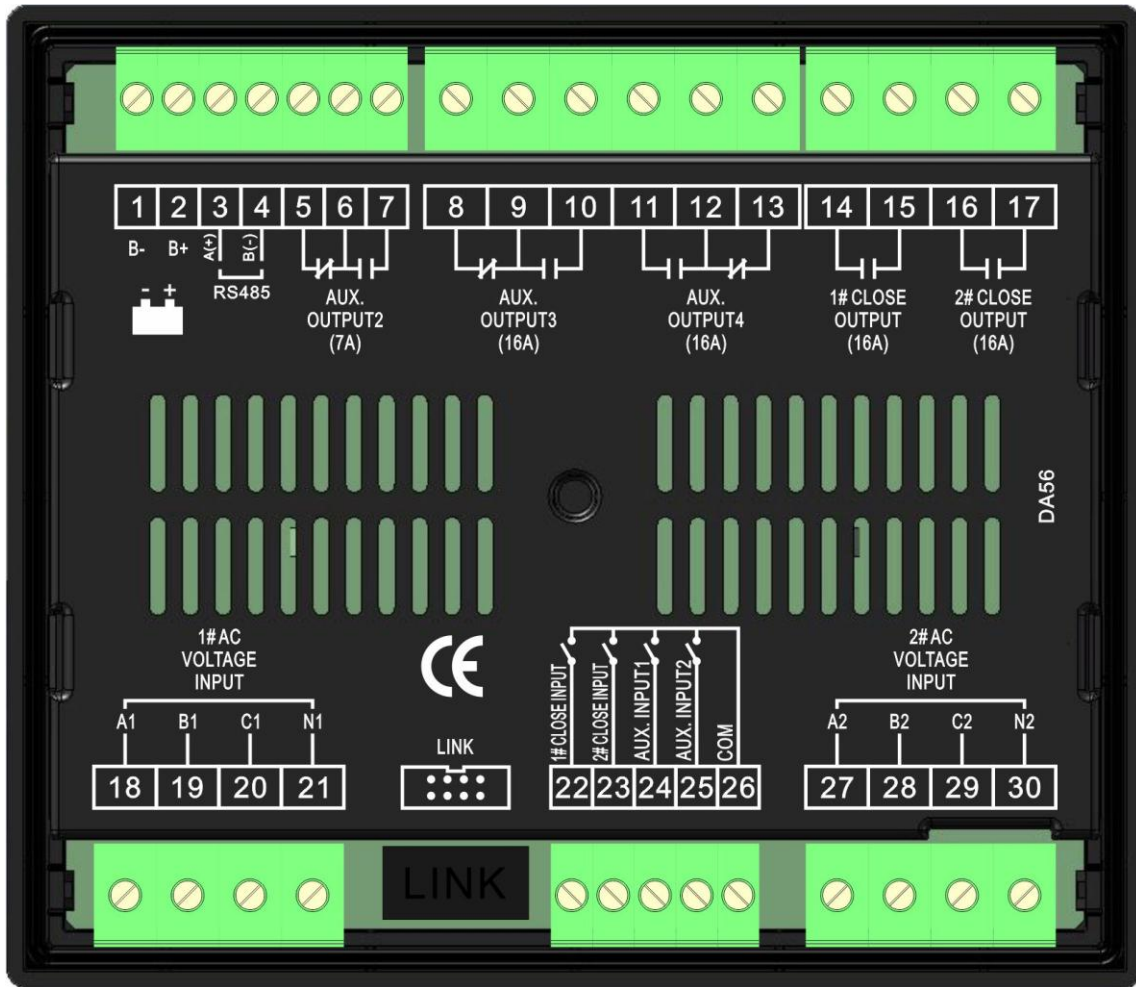 1 2 3 4 5 6 7 8 9 10 11 12 13 14 15 16 17
B- B+ A(+) B(-)
- +
RS485
AUX.
OUTPUT2
(7A)
AUX.
OUTPUT3
(16A)
AUX.
OUTPUT4
(16A)
1# CLOSE
OUTPUT
(16A)
2# CLOSE
OUTPUT
(16A)
DA56
1# AC
VOLTAGE
INPUT
A1 B1 C1 N1
18 19 20 21
CE
LINK
1# CLOSE INPUT
2# CLOSE INPUT
AUX. INPUT1
AUX. INPUT2
COM
22 23 24 25 26
2# AC
VOLTAGE
INPUT
A2 B2 C2 N2
27 28 29 30
LINK